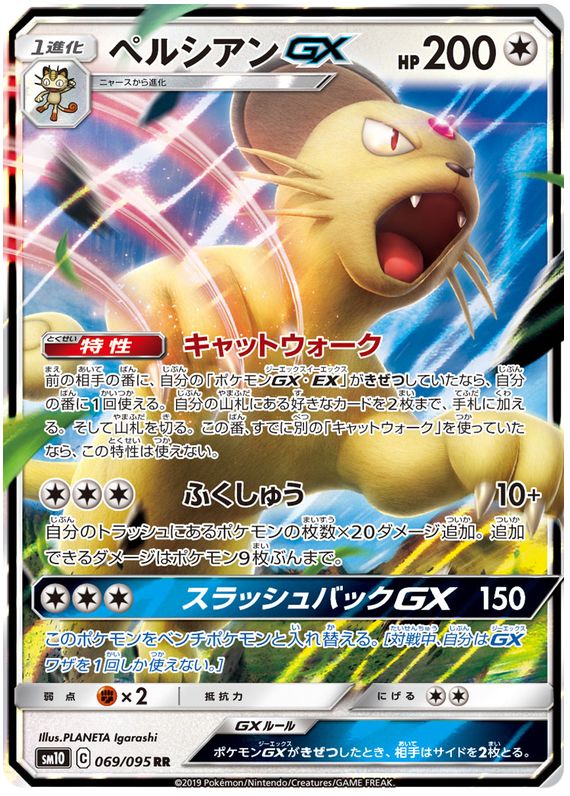 1進化
ペルシアンGX
HP200
ニャースから進化
とくせい
特性 キャットウォーク
前の相手の番に、自分の「ポケモンGX・EX」がきぜつしていたなら、自分
の番に1回使える。自分の山札にある好きなカードを2枚まで、手札に加え
る。そして山札を切る。この番、すでに別の「キャットウォーク」を使っていた
なら、この特性は使えない。
ふくしゅう 10+
自分のトラッシュにあるポケモンの枚数×20ダメージ追加。追加
できるダメージはポケモン9枚ぶんまで。
スラッシュバックGX 150
このポケモンをベンチポケモンと入れ替える。[対戦中、自分はGX
ワザを1回しか使えない。]
弱点 ×2 抵抗力 にげる
Illus.PLANETA Igarashi
GXルール
ポケモンGXがきぜつしたとき、相手はサイドを2枚とる。
SM10 C 069/095 RR
©2019 Pokémon/Nintendo/Creatures/GAME FREAK.